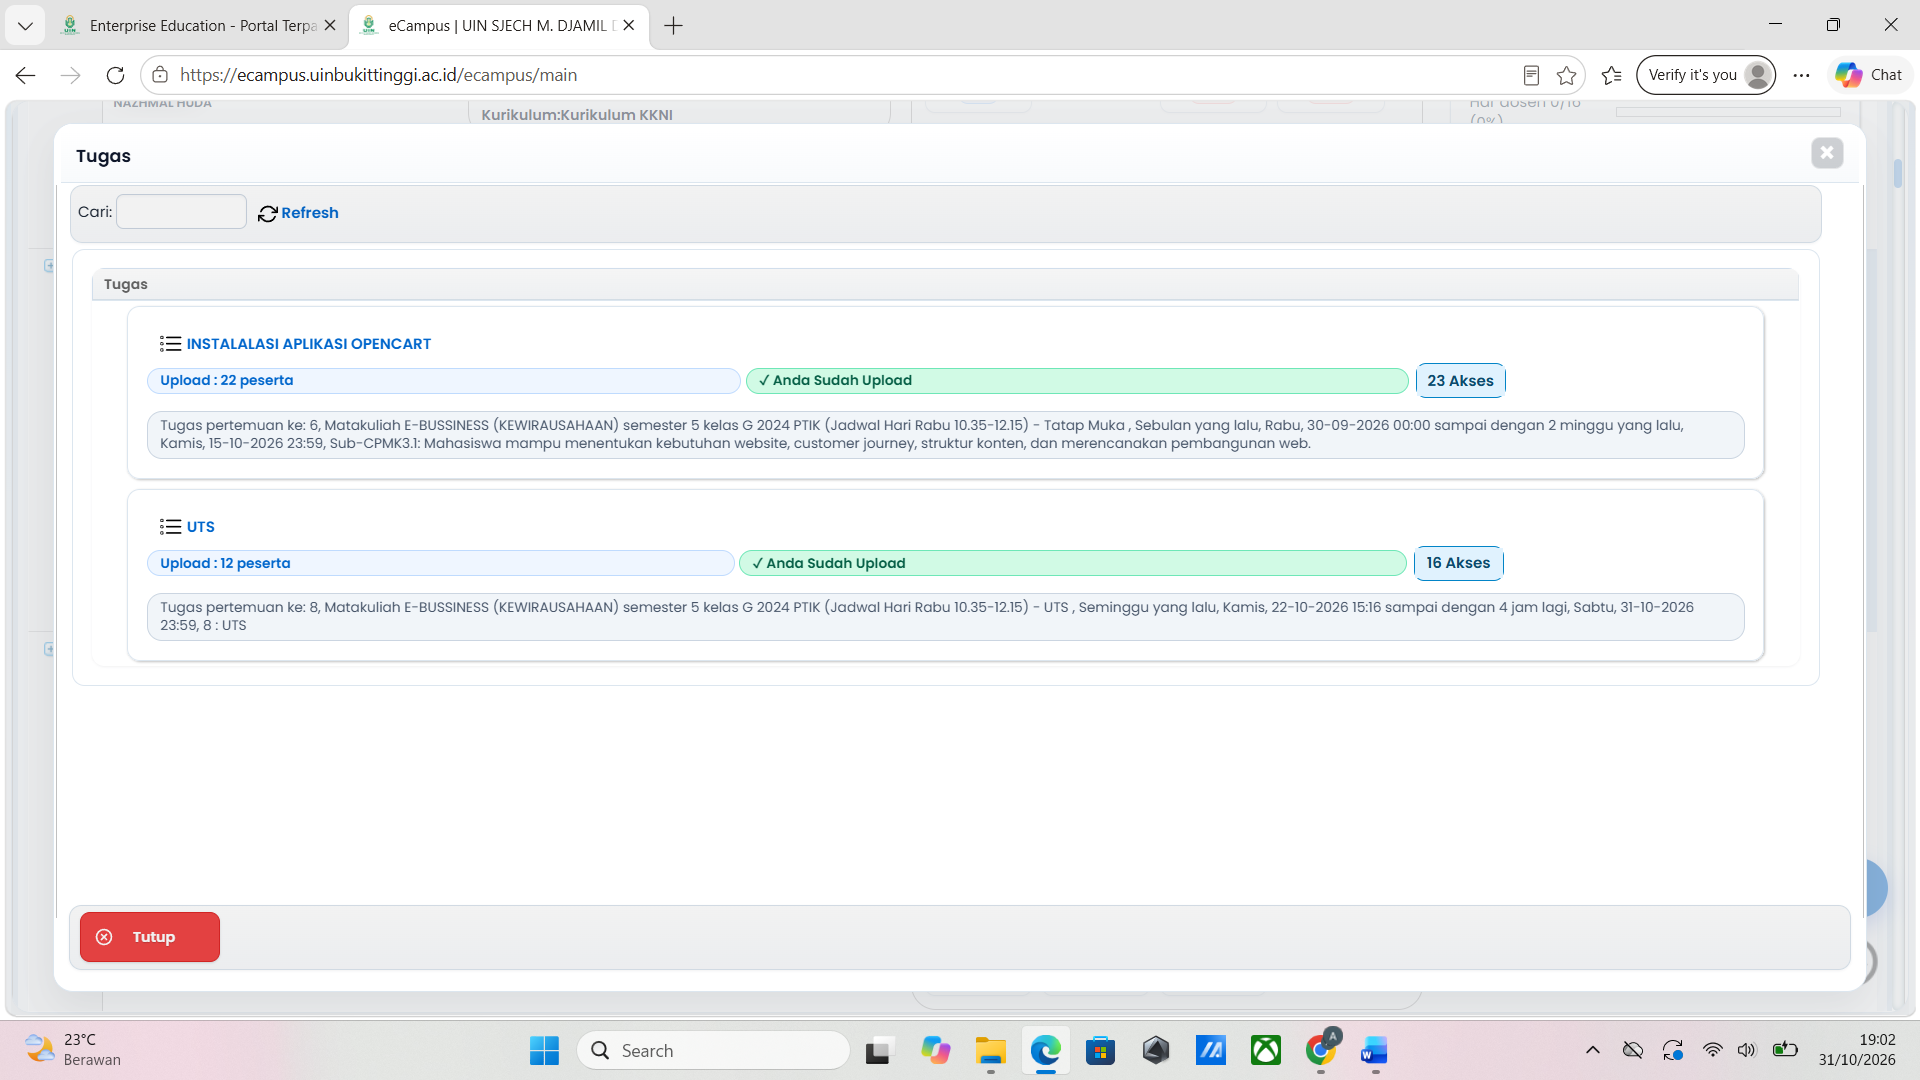 Enterprise Education - Portal Terpa
eCampus | UIN SJECH M. DJAMIL D
https://ecampus.uinbukittinggi.ac.id/ecampus/main
Verify it's you
Chat
NAZHMAL HUDA
Kurikulum:Kurikulum KKNI
Har dosen 0/16
(0%)
Tugas
Cari:
Refresh
Tugas
INSTALALASI APLIKASI OPENCART
Upload : 22 peserta
✓ Anda Sudah Upload
23 Akses
Tugas pertemuan ke: 6, Matakuliah E-BUSSINESS (KEWIRAUSAHAAN) semester 5 kelas G 2024 PTIK (Jadwal Hari Rabu 10.35-12.15) - Tatap Muka , Sebulan yang lalu, Rabu, 30-09-2026 00:00 sampai dengan 2 minggu yang lalu,
Kamis, 15-10-2026 23:59, Sub-CPMK3.1: Mahasiswa mampu menentukan kebutuhan website, customer journey, struktur konten, dan merencanakan pembangunan web.
UTS
Upload : 12 peserta
✓ Anda Sudah Upload
16 Akses
Tugas pertemuan ke: 8, Matakuliah E-BUSSINESS (KEWIRAUSAHAAN) semester 5 kelas G 2024 PTIK (Jadwal Hari Rabu 10.35-12.15) - UTS , Seminggu yang lalu, Kamis, 22-10-2026 15:16 sampai dengan 4 jam lagi, Sabtu, 31-10-2026
23:59, 8 : UTS
Tutup
23°C
Berawan
Search
A
19:02
31/10/2026